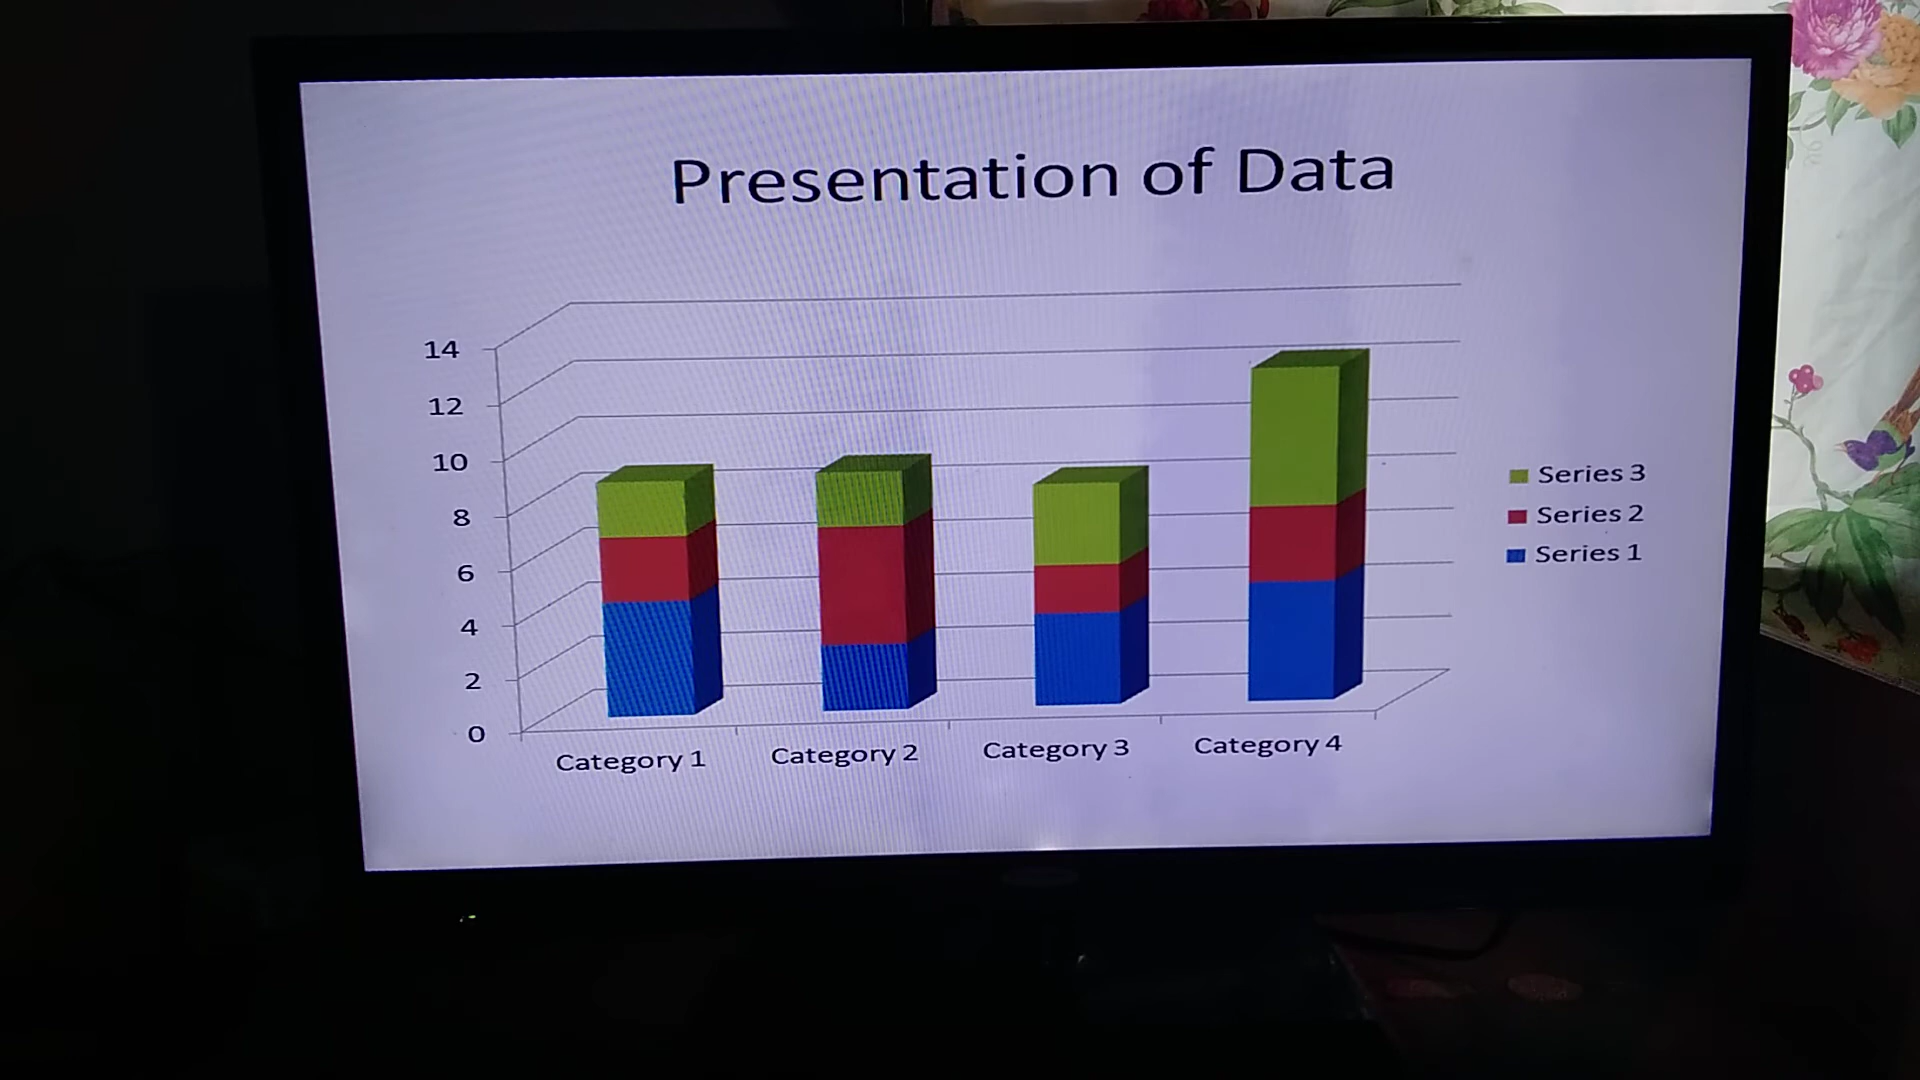 Presentation of Data
14
12
10
8
6
4
2
0
Category 1
Category 2
Category 3
Category 4
Series 3
Series 2
Series 1